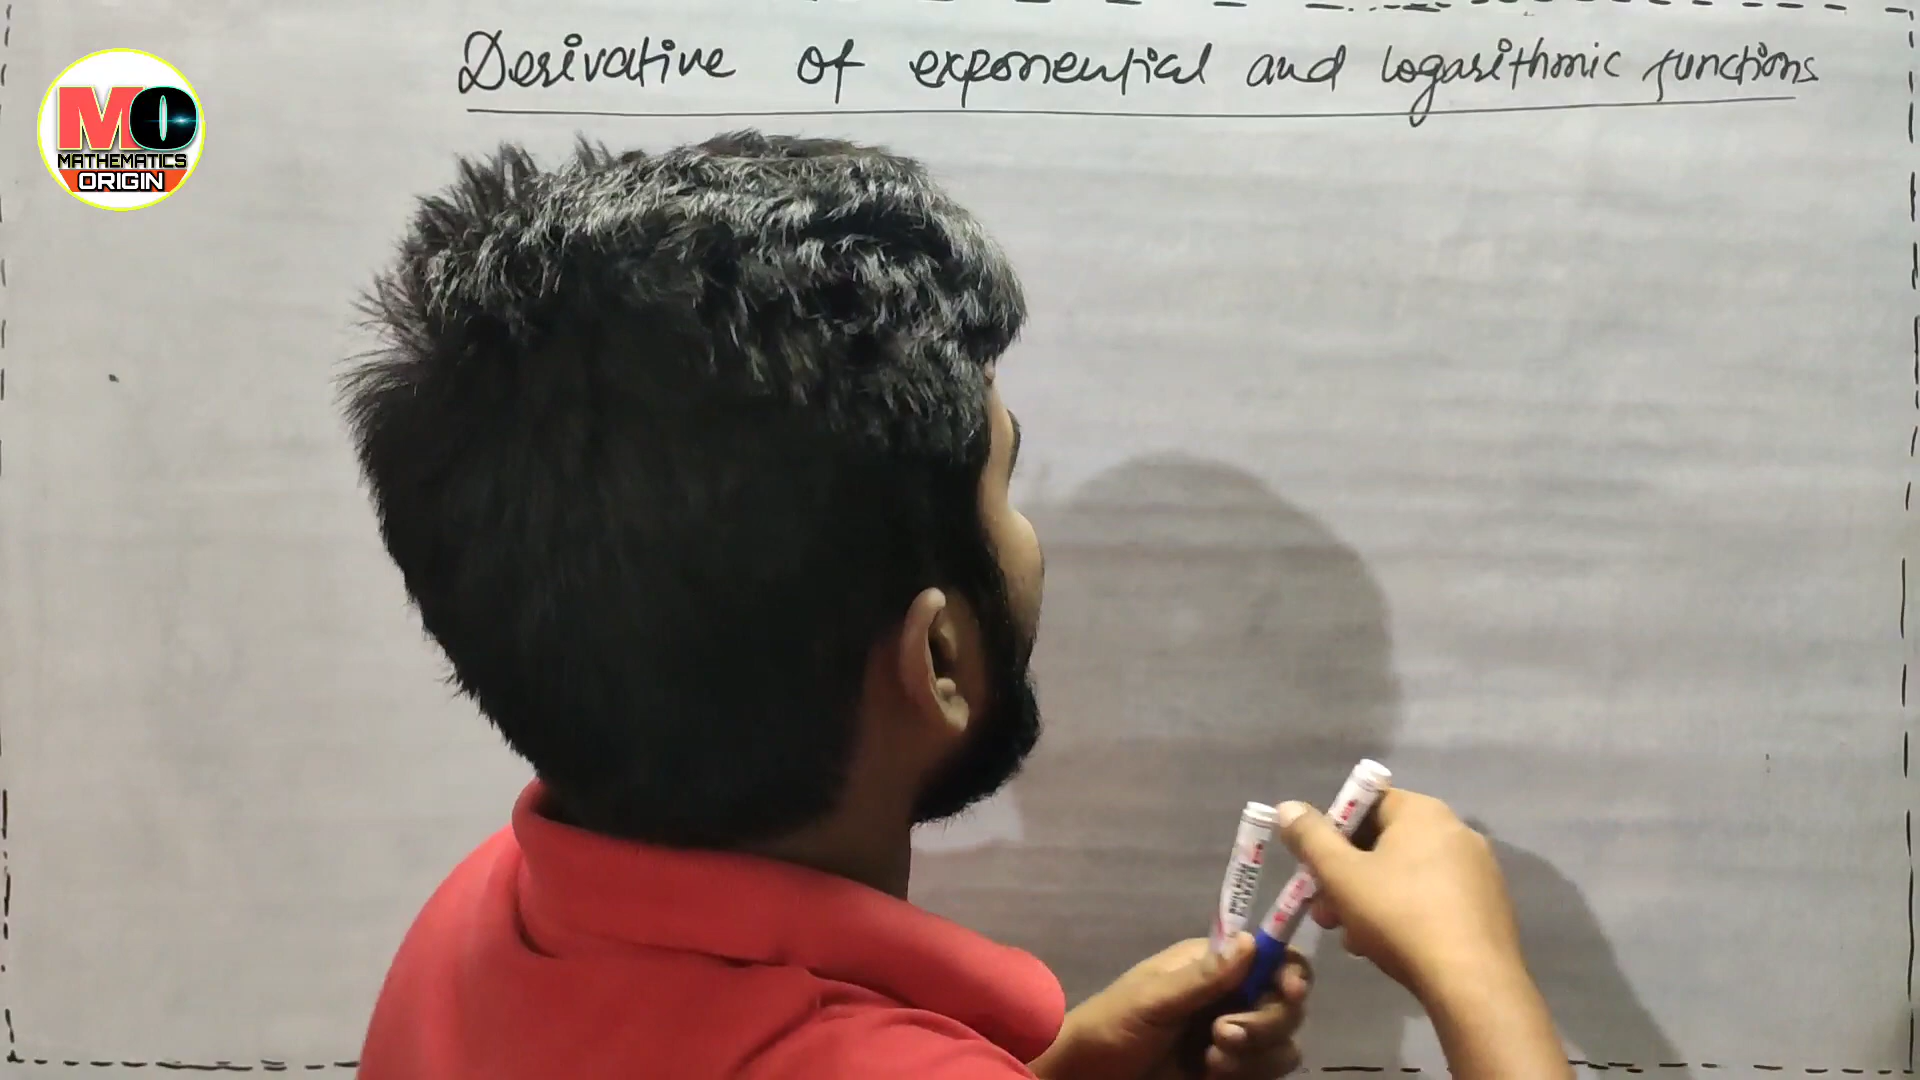 Derivative of exponential and logarithmic functions
MO
MATHEMATICS
ORIGIN